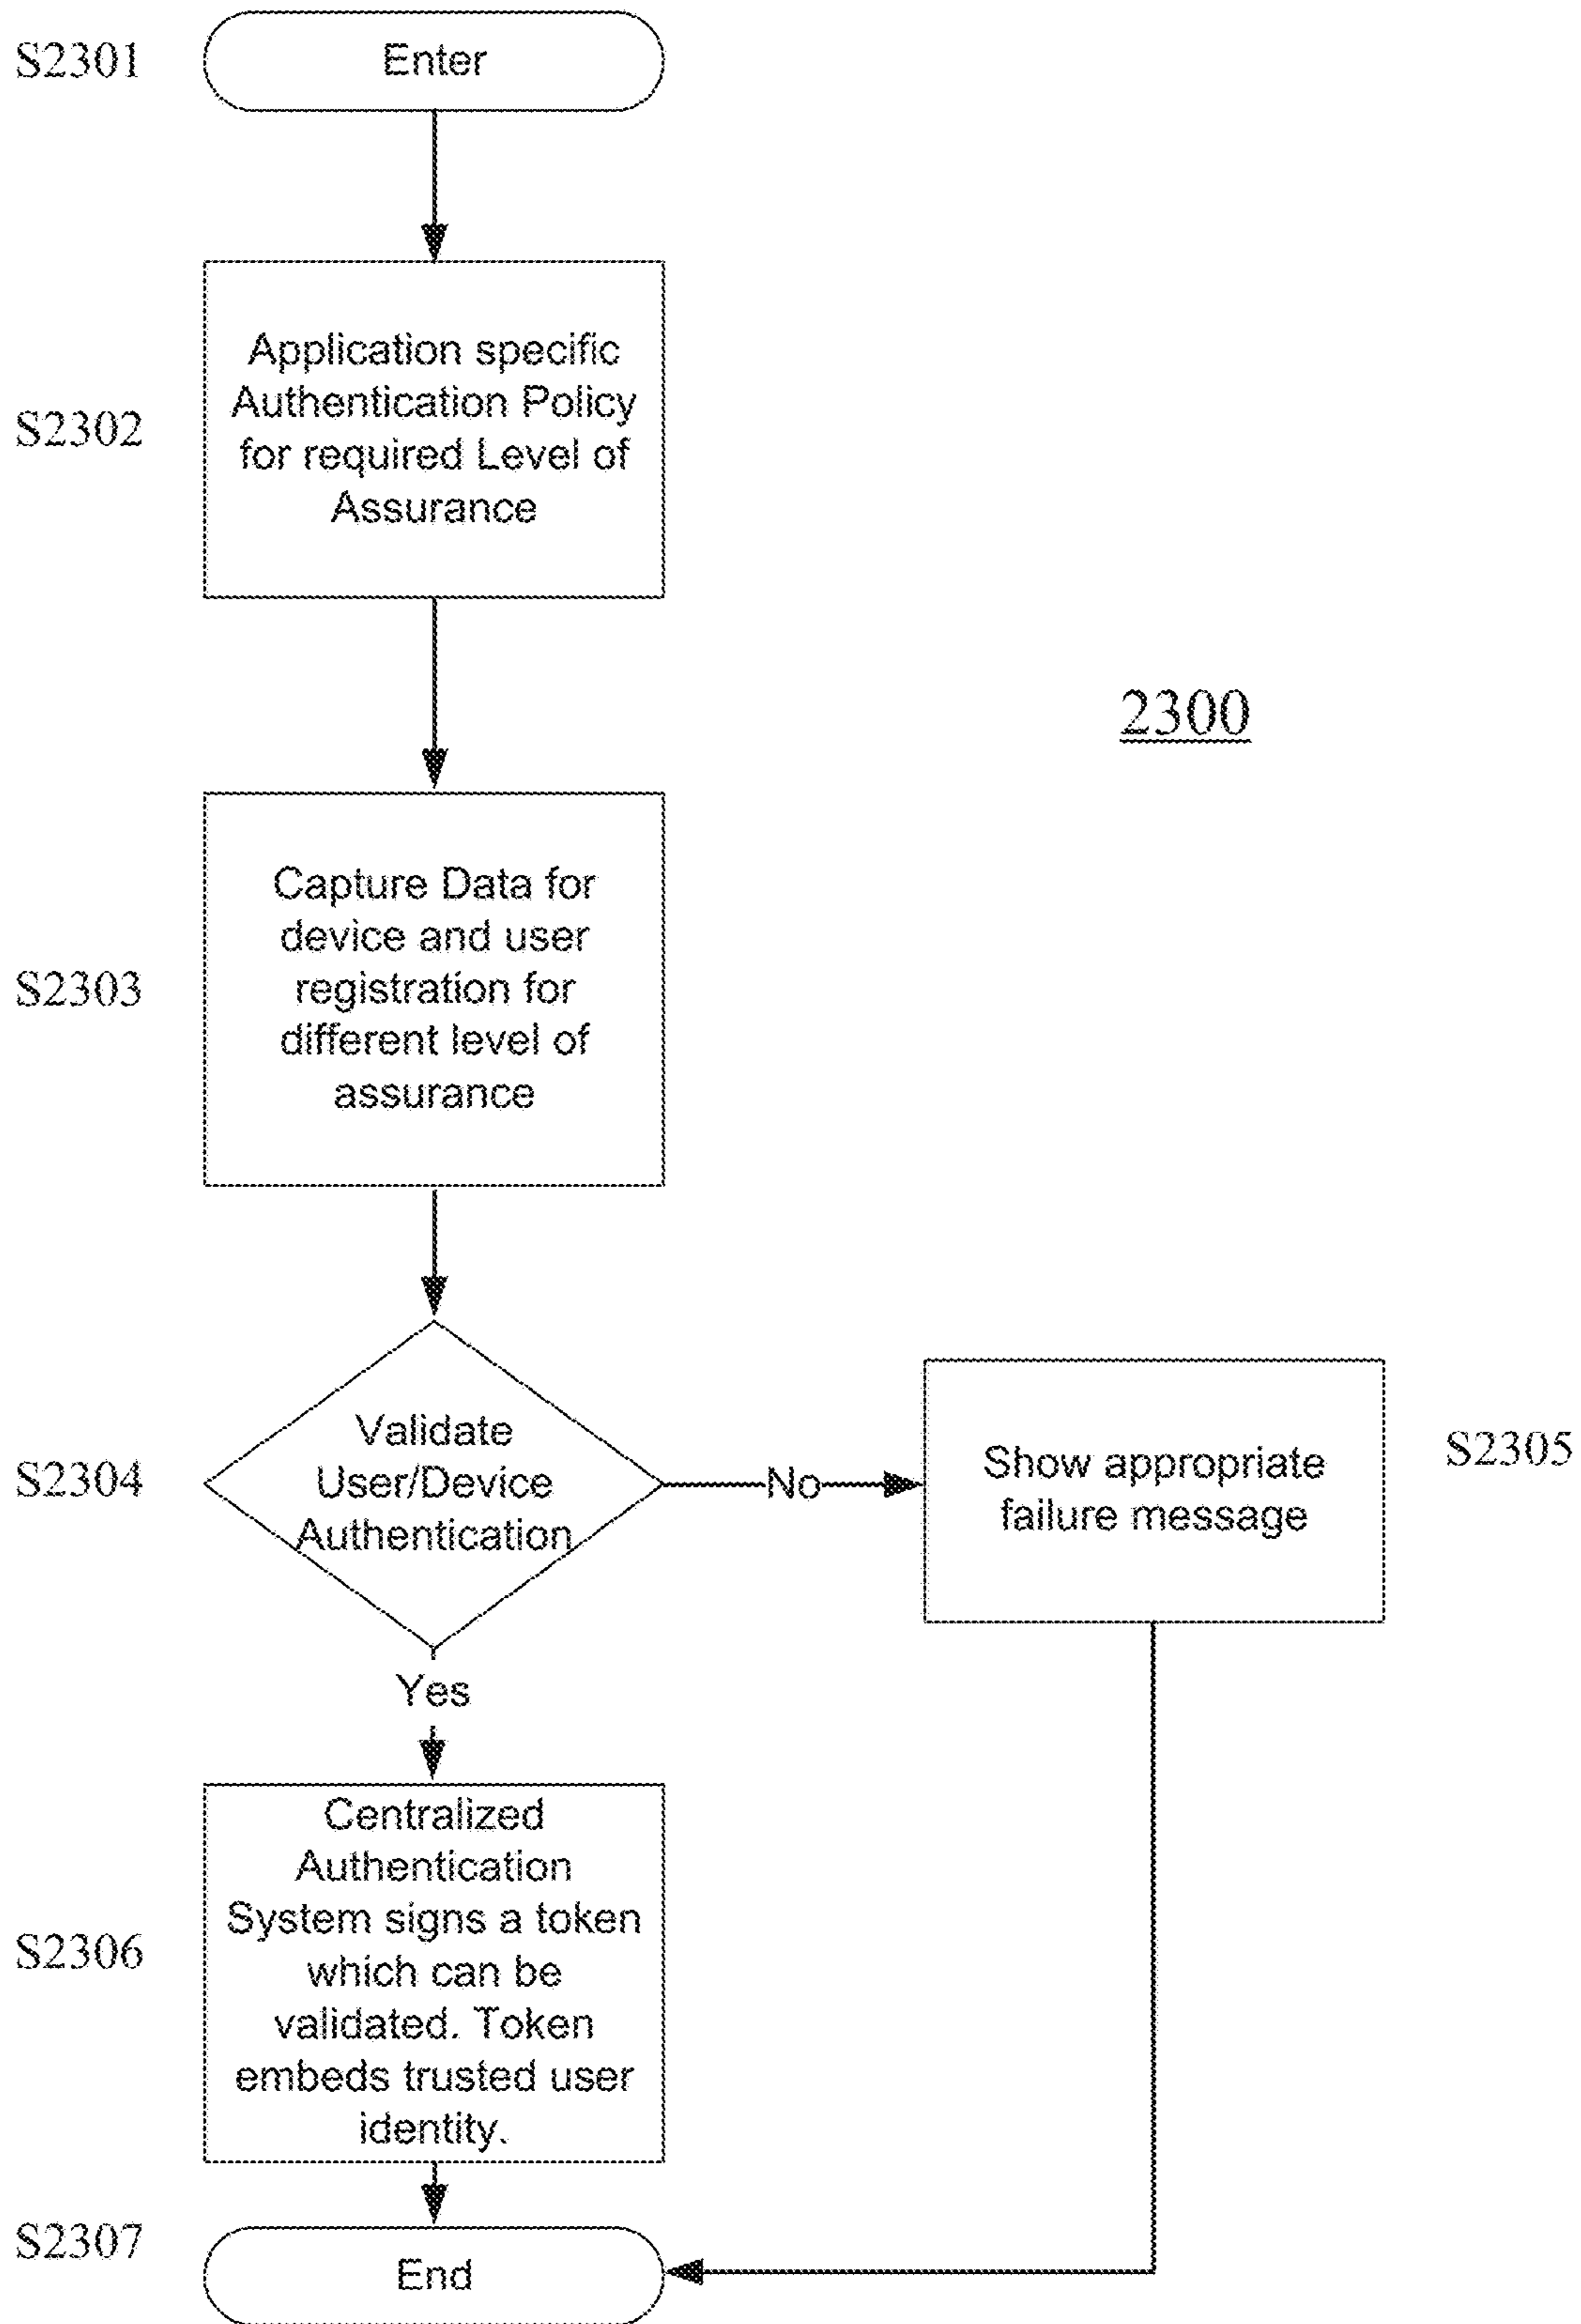 S2301
Enter
S2302
Application specific
Authentication Policy
for required Level of
Assurance
2300
S2303
Capture Data for
device and user
registration for
different level of
assurance
S2304
Validate
User/Device
Authentication
No
Show appropriate
failure message
S2305
Yes
S2306
Centralized
Authentication
System signs a token
which can be
validated. Token
embeds trusted user
identity.
S2307
End